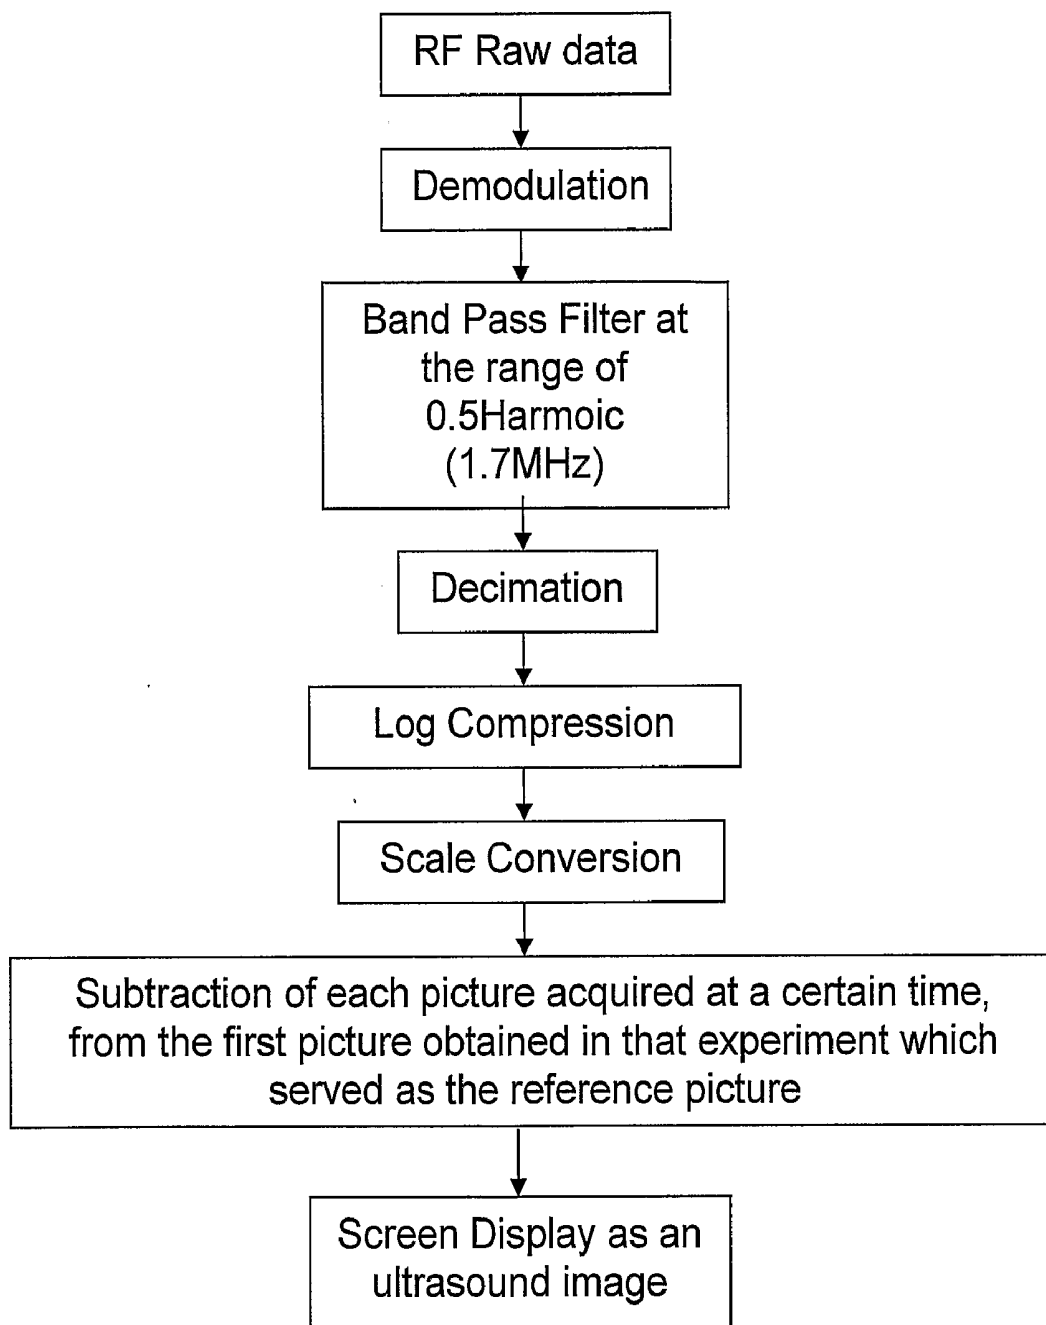 RF Raw data
Demodulation
Band Pass Filter at
the range of
0.5Harmoic
(1.7MHz)
Decimation
Log Compression
Scale Conversion
Subtraction of each picture acquired at a certain time,
from the first picture obtained in that experiment which
served as the reference picture
Screen Display as an
ultrasound image